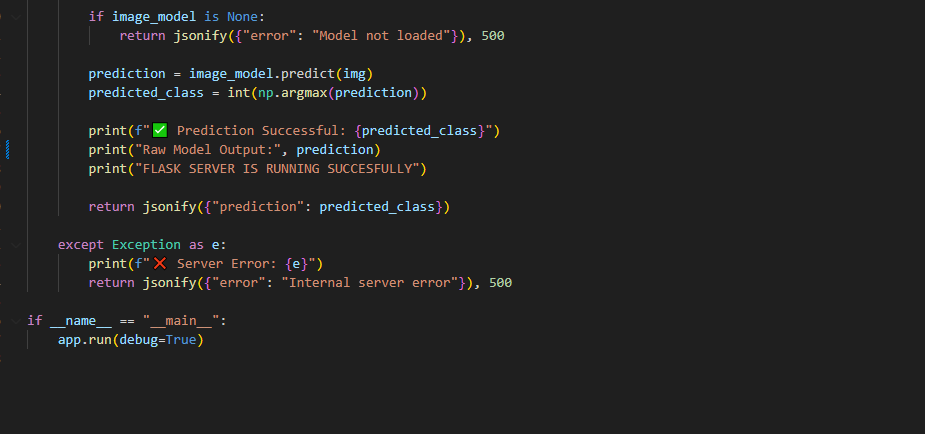 if image_model is None:
return jsonify({"error": "Model not loaded"}), 500
prediction = image_model.predict(img)
predicted_class = int(np.argmax(prediction))
print(f"✅ Prediction Successful: {predicted_class}")
print("Raw Model Output:", prediction)
print("FLASK SERVER IS RUNNING SUCCESFULLY")
return jsonify({"prediction": predicted_class})
except Exception as e:
print(f"❌ Server Error: {e}")
return jsonify({"error": "Internal server error"}), 500
if __name__ == "__main__":
app.run(debug=True)